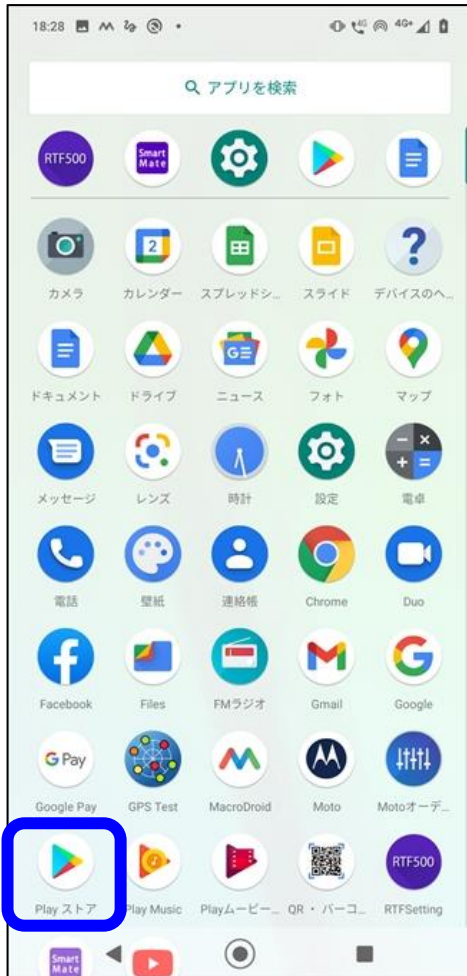 18:28 4G 4G+
アプリを検索
RTF500 Smart Mate
2 ?
カメラ カレンダー スプレッドシ... スライド デバイスのヘ...
GE
ドキュメント ドライブ ニュース フォト マップ
メッセージ レンズ 時計 設定 電卓
電話 壁紙 連絡帳 Chrome Duo
Facebook Files FMラジオ Gmail Google
G Pay
Google Pay GPS Test MacroDroid Moto Motoオーデ...
RTF500
Play ストア Play Music Playムービー... QR・バーコ... RTFSetting
Smart Mate